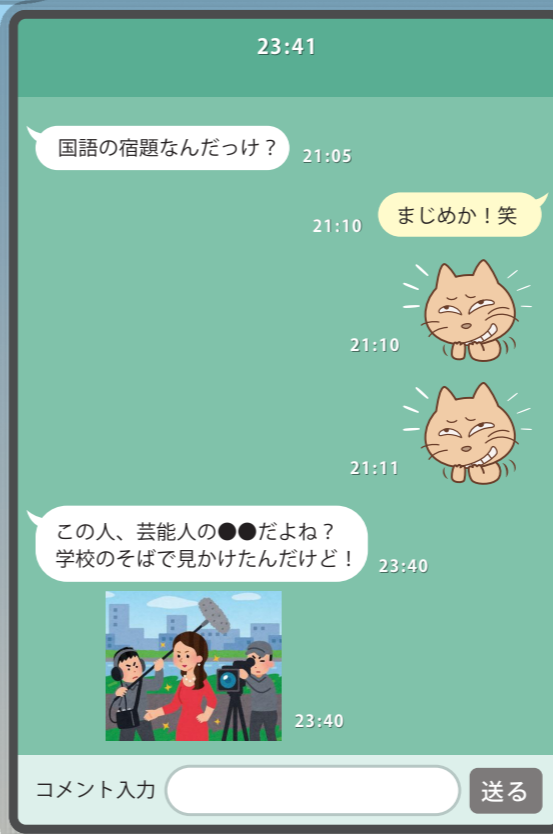 23:41
国語の宿題なんだっけ？
21:05
まじめか！笑
21:10
21:10
21:11
この人、芸能人の●●だよね？
学校のそばで見かけたんだけど！
23:40
23:40
コメント入力
送る